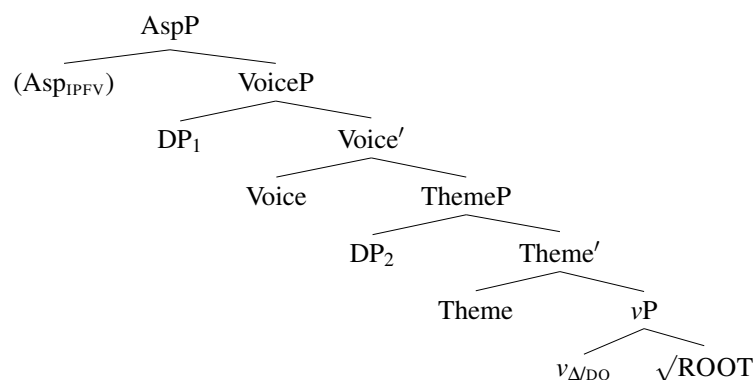 AspP
(Asp_IPFV) VoiceP
DP₁ Voice′
Voice ThemeP
DP₂ Theme′
Theme vP
v_Δ/DO √ROOT